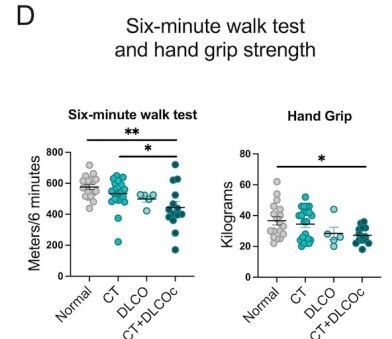 D
Six-minute walk test
and hand grip strength
Six-minute walk test
**
*
Meters/6 minutes
800
600
400
200
0
Normal
CT
DLCO
CT+DLCOc
Hand Grip
*
Kilograms
80
60
40
20
0
Normal
CT
DLCO
CT+DLCOc